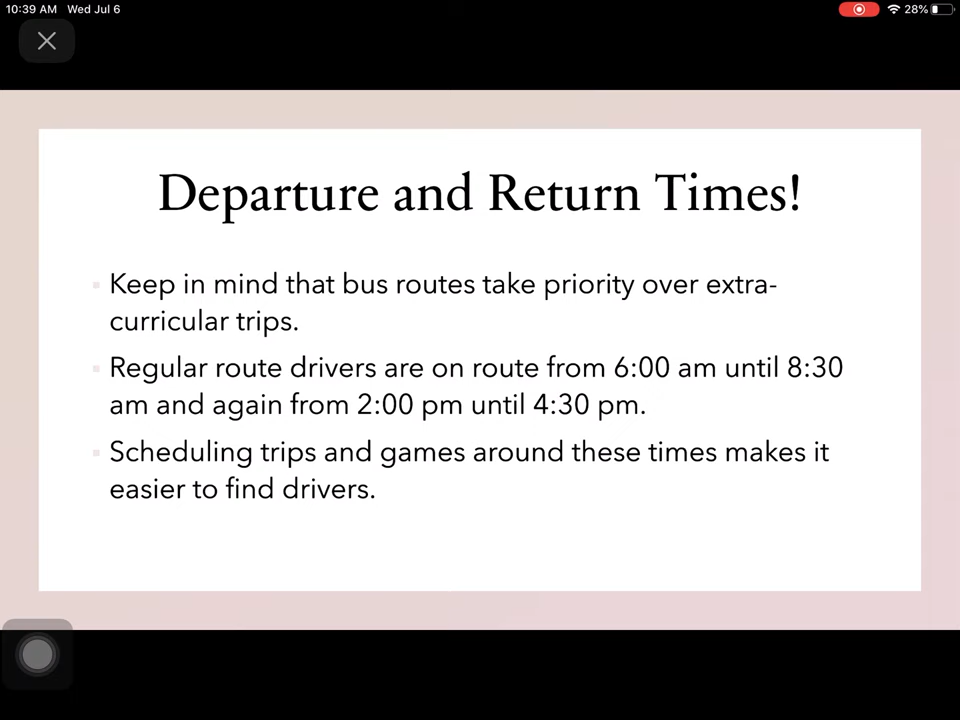 10:39 AM Wed Jul 6 28%
Departure and Return Times!
Keep in mind that bus routes take priority over extra-
curricular trips.
Regular route drivers are on route from 6:00 am until 8:30
am and again from 2:00 pm until 4:30 pm.
Scheduling trips and games around these times makes it
easier to find drivers.